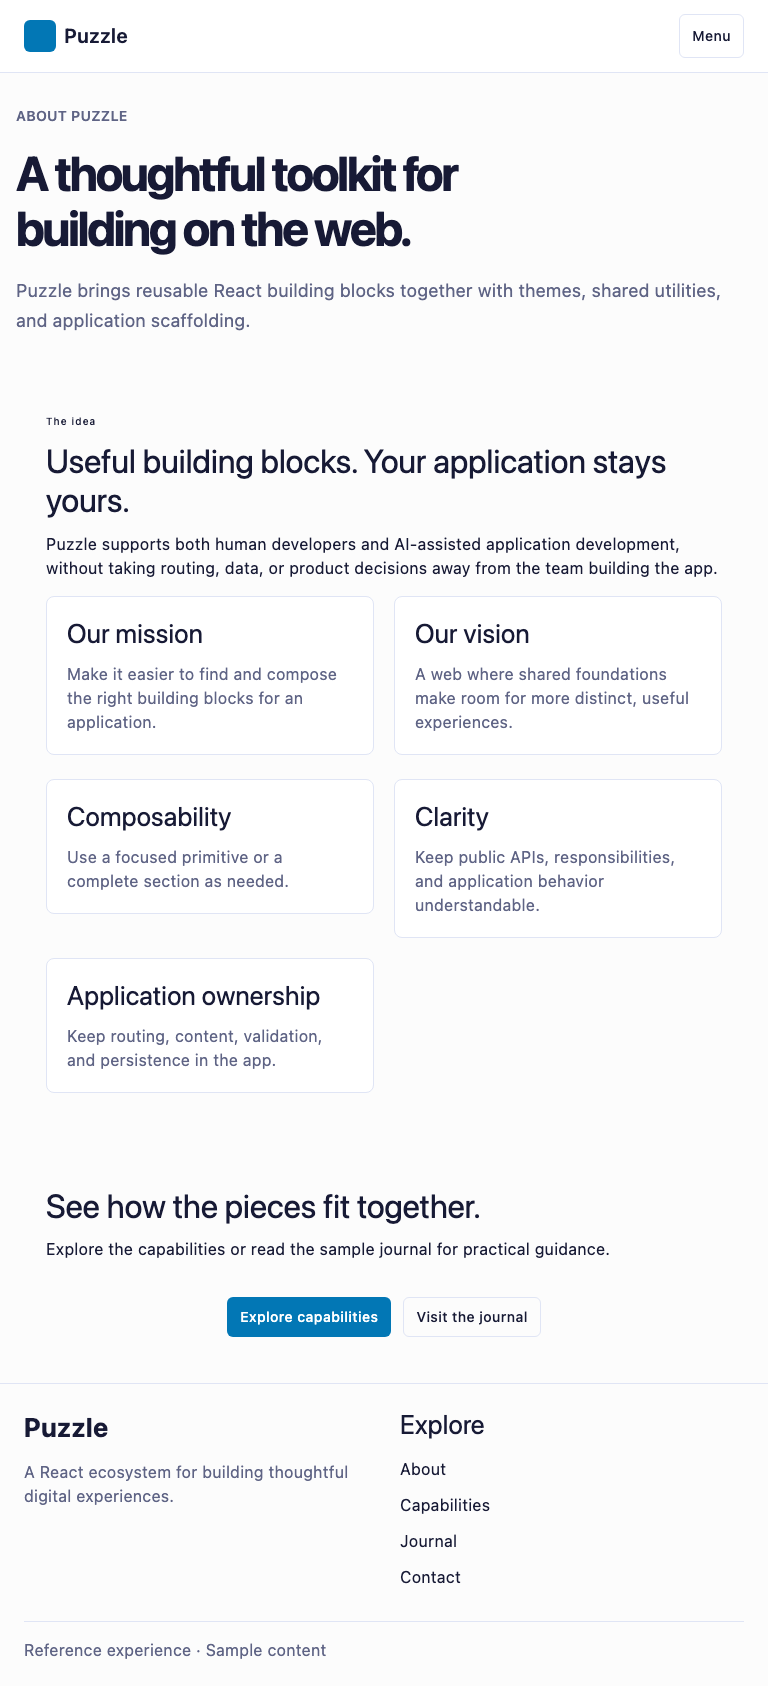 Puzzle
Menu
ABOUT PUZZLE
A thoughtful toolkit for
building on the web.
Puzzle brings reusable React building blocks together with themes, shared utilities,
and application scaffolding.
The idea
Useful building blocks. Your application stays
yours.
Puzzle supports both human developers and AI-assisted application development,
without taking routing, data, or product decisions away from the team building the app.
Our mission
Make it easier to find and compose
the right building blocks for an
application.
Our vision
A web where shared foundations
make room for more distinct, useful
experiences.
Composability
Use a focused primitive or a
complete section as needed.
Clarity
Keep public APIs, responsibilities,
and application behavior
understandable.
Application ownership
Keep routing, content, validation,
and persistence in the app.
See how the pieces fit together.
Explore the capabilities or read the sample journal for practical guidance.
Explore capabilities
Visit the journal
Puzzle
A React ecosystem for building thoughtful
digital experiences.
Explore
About
Capabilities
Journal
Contact
Reference experience · Sample content